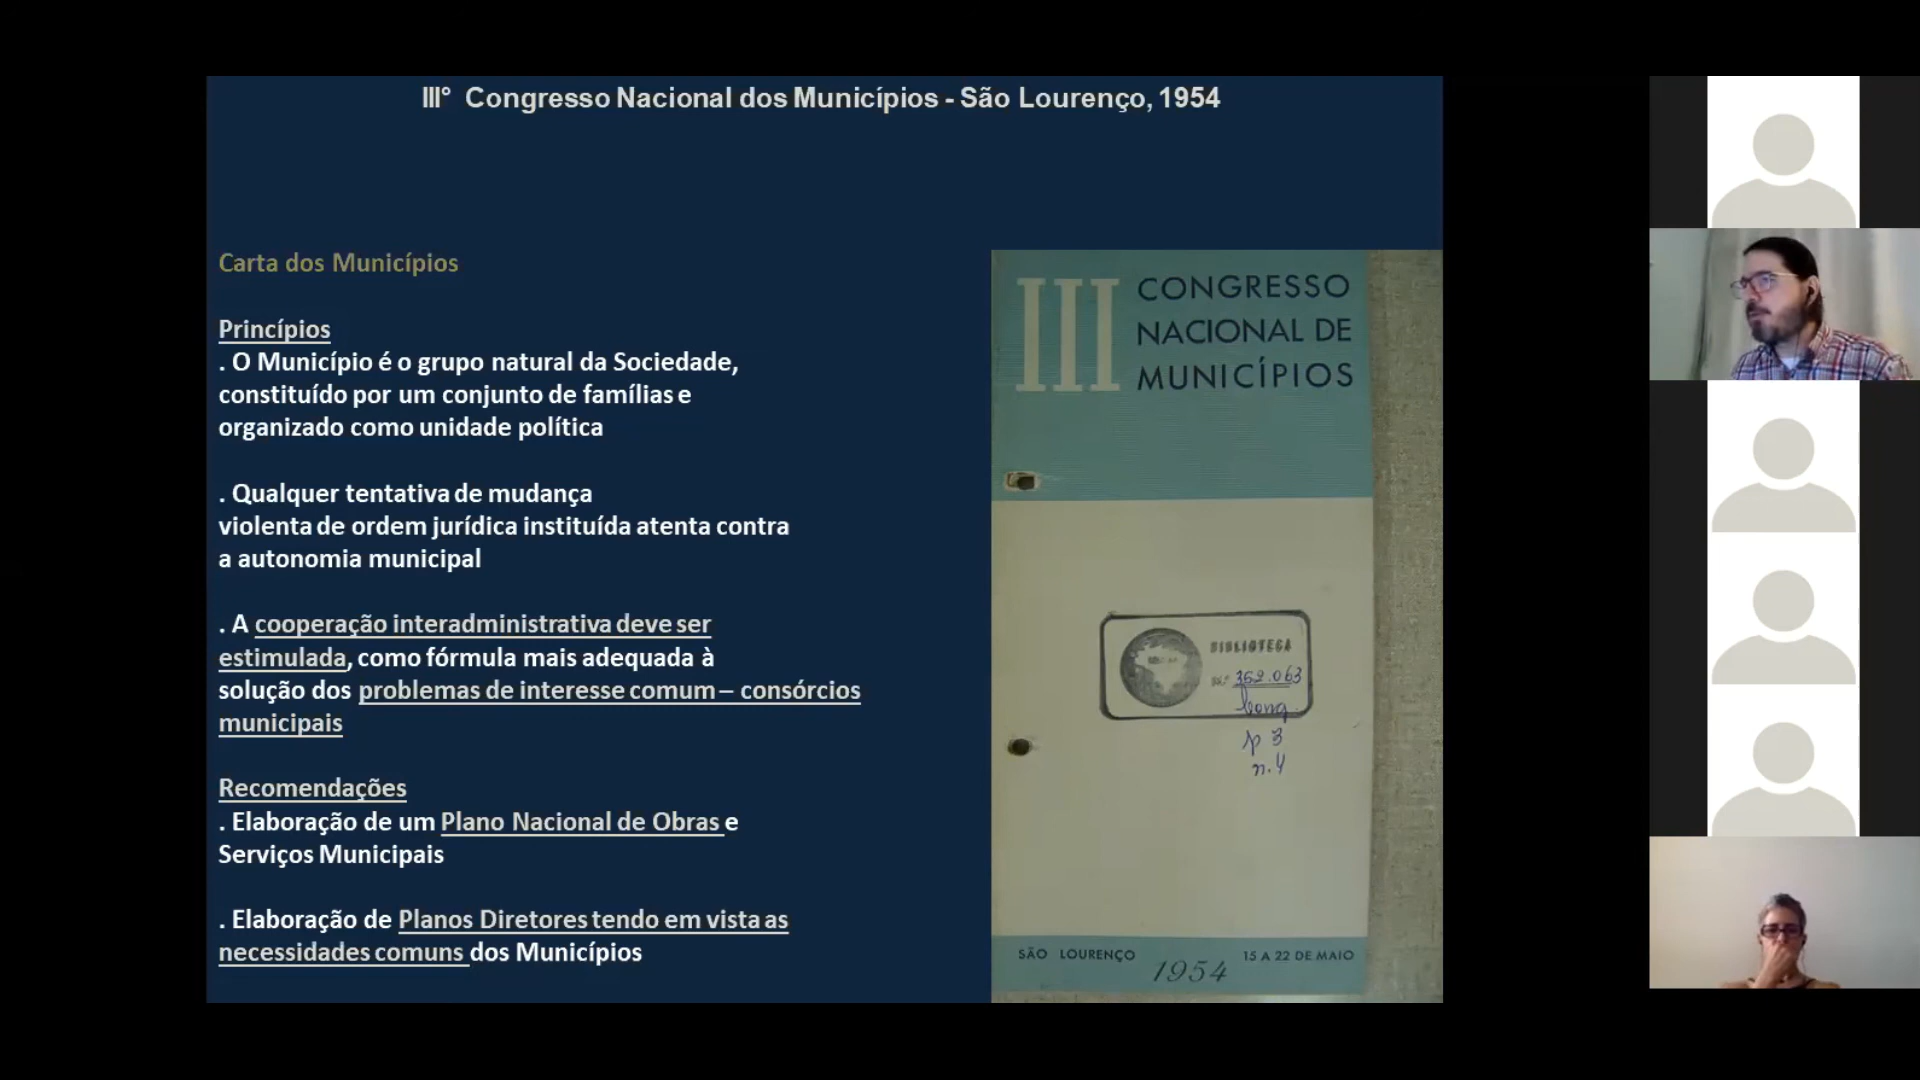 III° Congresso Nacional dos Municípios - São Lourenço, 1954
Carta dos Municípios
Princípios
. O Município é o grupo natural da Sociedade,
constituído por um conjunto de famílias e
organizado como unidade política
. Qualquer tentativa de mudança
violenta de ordem jurídica instituída atenta contra
a autonomia municipal
. A cooperação interadministrativa deve ser
estimulada, como fórmula mais adequada à
solução dos problemas de interesse comum – consórcios
municipais
Recomendações
. Elaboração de um Plano Nacional de Obras e
Serviços Municipais
. Elaboração de Planos Diretores tendo em vista as
necessidades comuns dos Municípios
III
CONGRESSO
NACIONAL DE
MUNICÍPIOS
BIBLIOTECA
352.063
Cong
p 3
n.4
SÃO LOURENÇO
1954
15 A 22 DE MAIO